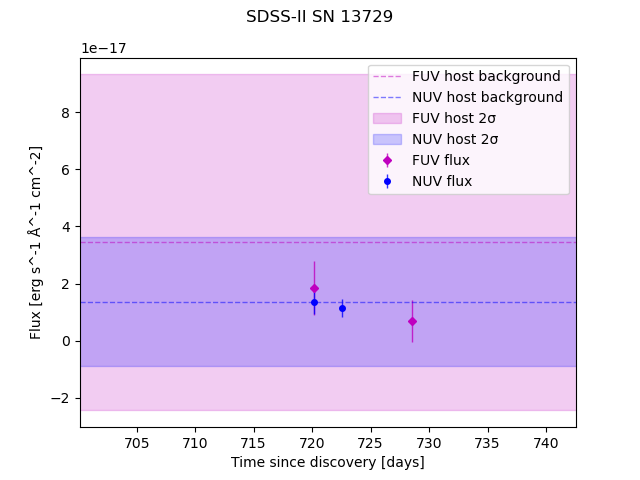 SDSS-II SN 13729
1e−17
FUV host background
NUV host background
FUV host 2σ
NUV host 2σ
FUV flux
NUV flux
8
6
4
2
0
−2
Flux [erg s^-1 Å^-1 cm^-2]
705 710 715 720 725 730 735 740
Time since discovery [days]